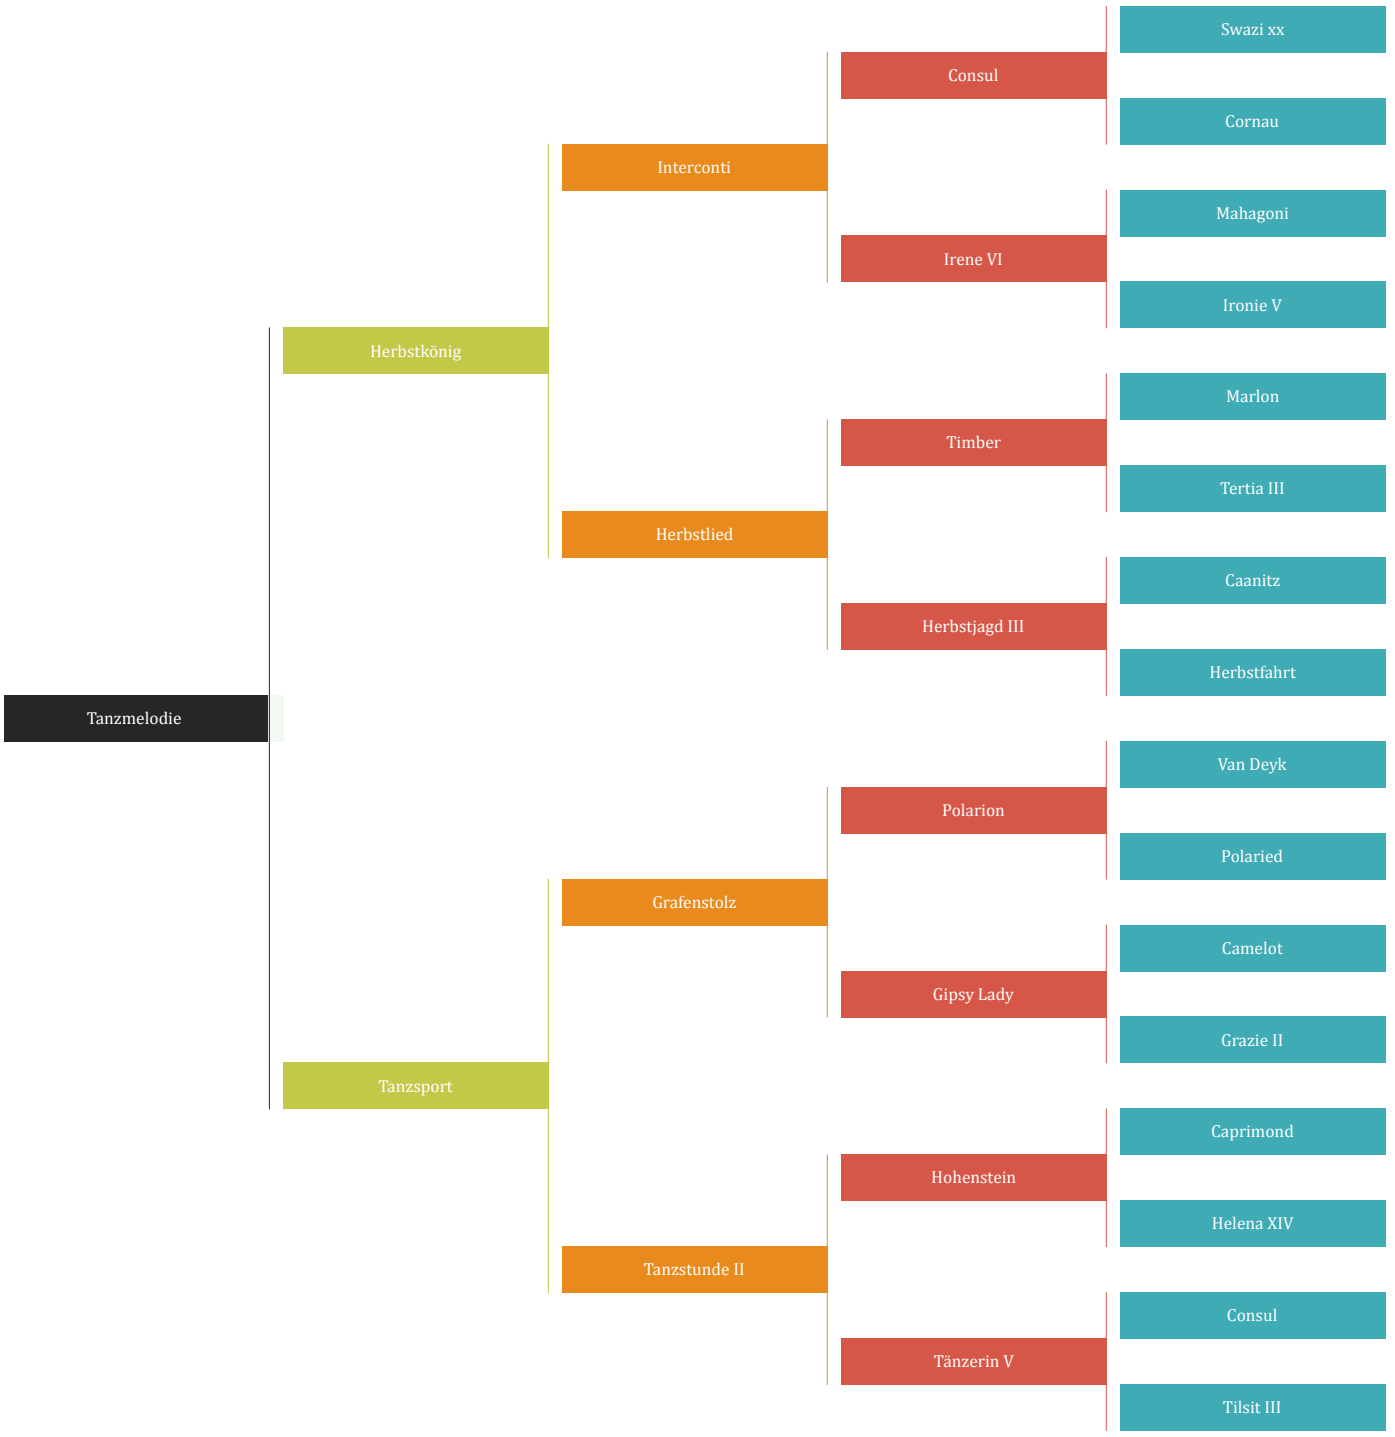 Swazi xx
Consul
Cornau
Interconti
Mahagoni
Irene VI
Ironie V
Herbstkönig
Marlon
Timber
Tertia III
Herbstlied
Caanitz
Herbstjagd III
Herbstfahrt
Tanzmelodie
Van Deyk
Polarion
Polaried
Grafenstolz
Camelot
Gipsy Lady
Grazie II
Tanzsport
Caprimond
Hohenstein
Helena XIV
Tanzstunde II
Consul
Tänzerin V
Tilsit III